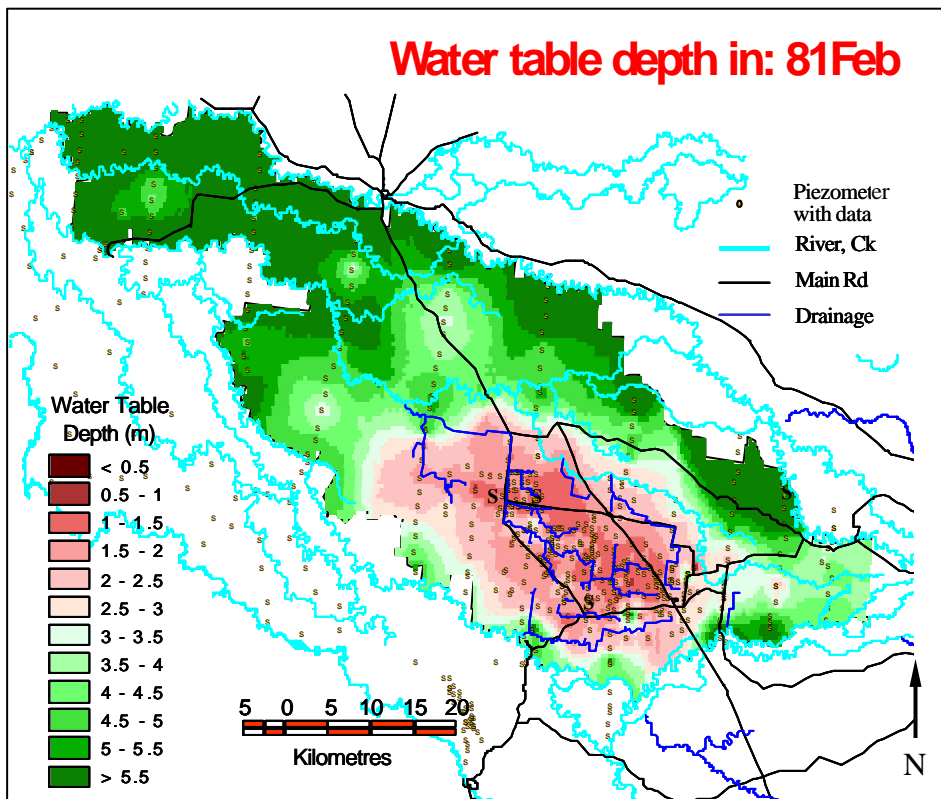 Water table depth in: 81Feb
Piezometer
with data
River, Ck
Main Rd
Drainage
Water Table
Depth (m)
< 0.5
0.5 - 1
1 - 1.5
1.5 - 2
2 - 2.5
2.5 - 3
3 - 3.5
3.5 - 4
4 - 4.5
4.5 - 5
5 - 5.5
> 5.5
5 0 5 10 15 20
Kilometres
N
S S
S
S